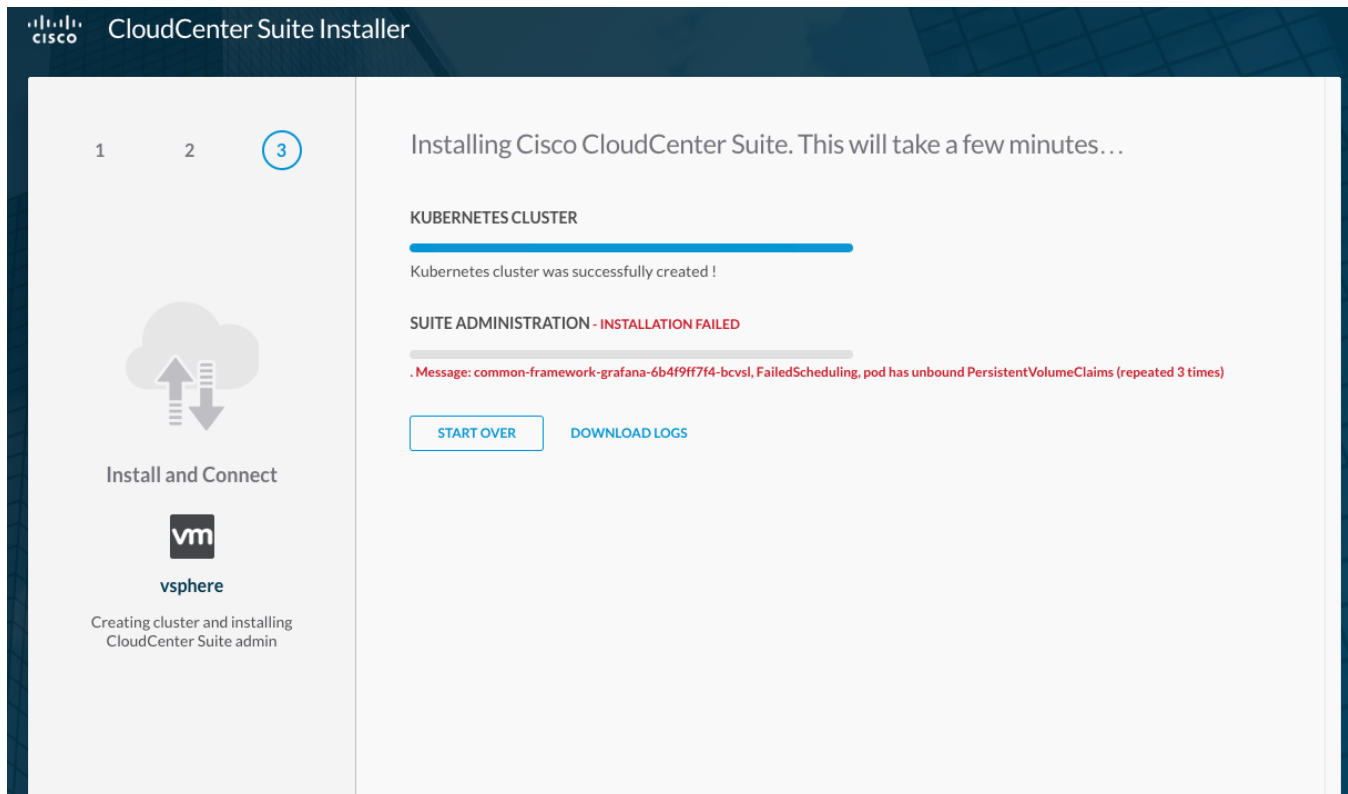 CISCO
CloudCenter Suite Installer
1 2 3
Installing Cisco CloudCenter Suite. This will take a few minutes…
KUBERNETES CLUSTER
Kubernetes cluster was successfully created !
SUITE ADMINISTRATION - INSTALLATION FAILED
. Message: common-framework-grafana-6b4f9ff7f4-bcvsl, FailedScheduling, pod has unbound PersistentVolumeClaims (repeated 3 times)
START OVER
DOWNLOAD LOGS
Install and Connect
vm
vsphere
Creating cluster and installing
CloudCenter Suite admin